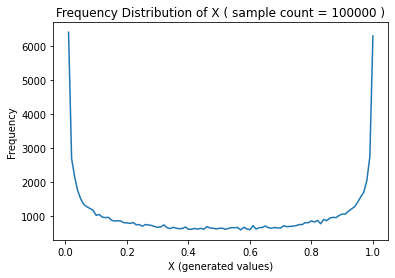 Frequency Distribution of X ( sample count = 100000 )
6000
5000
4000
3000
2000
1000
Frequency
0.0 0.2 0.4 0.6 0.8 1.0
X (generated values)